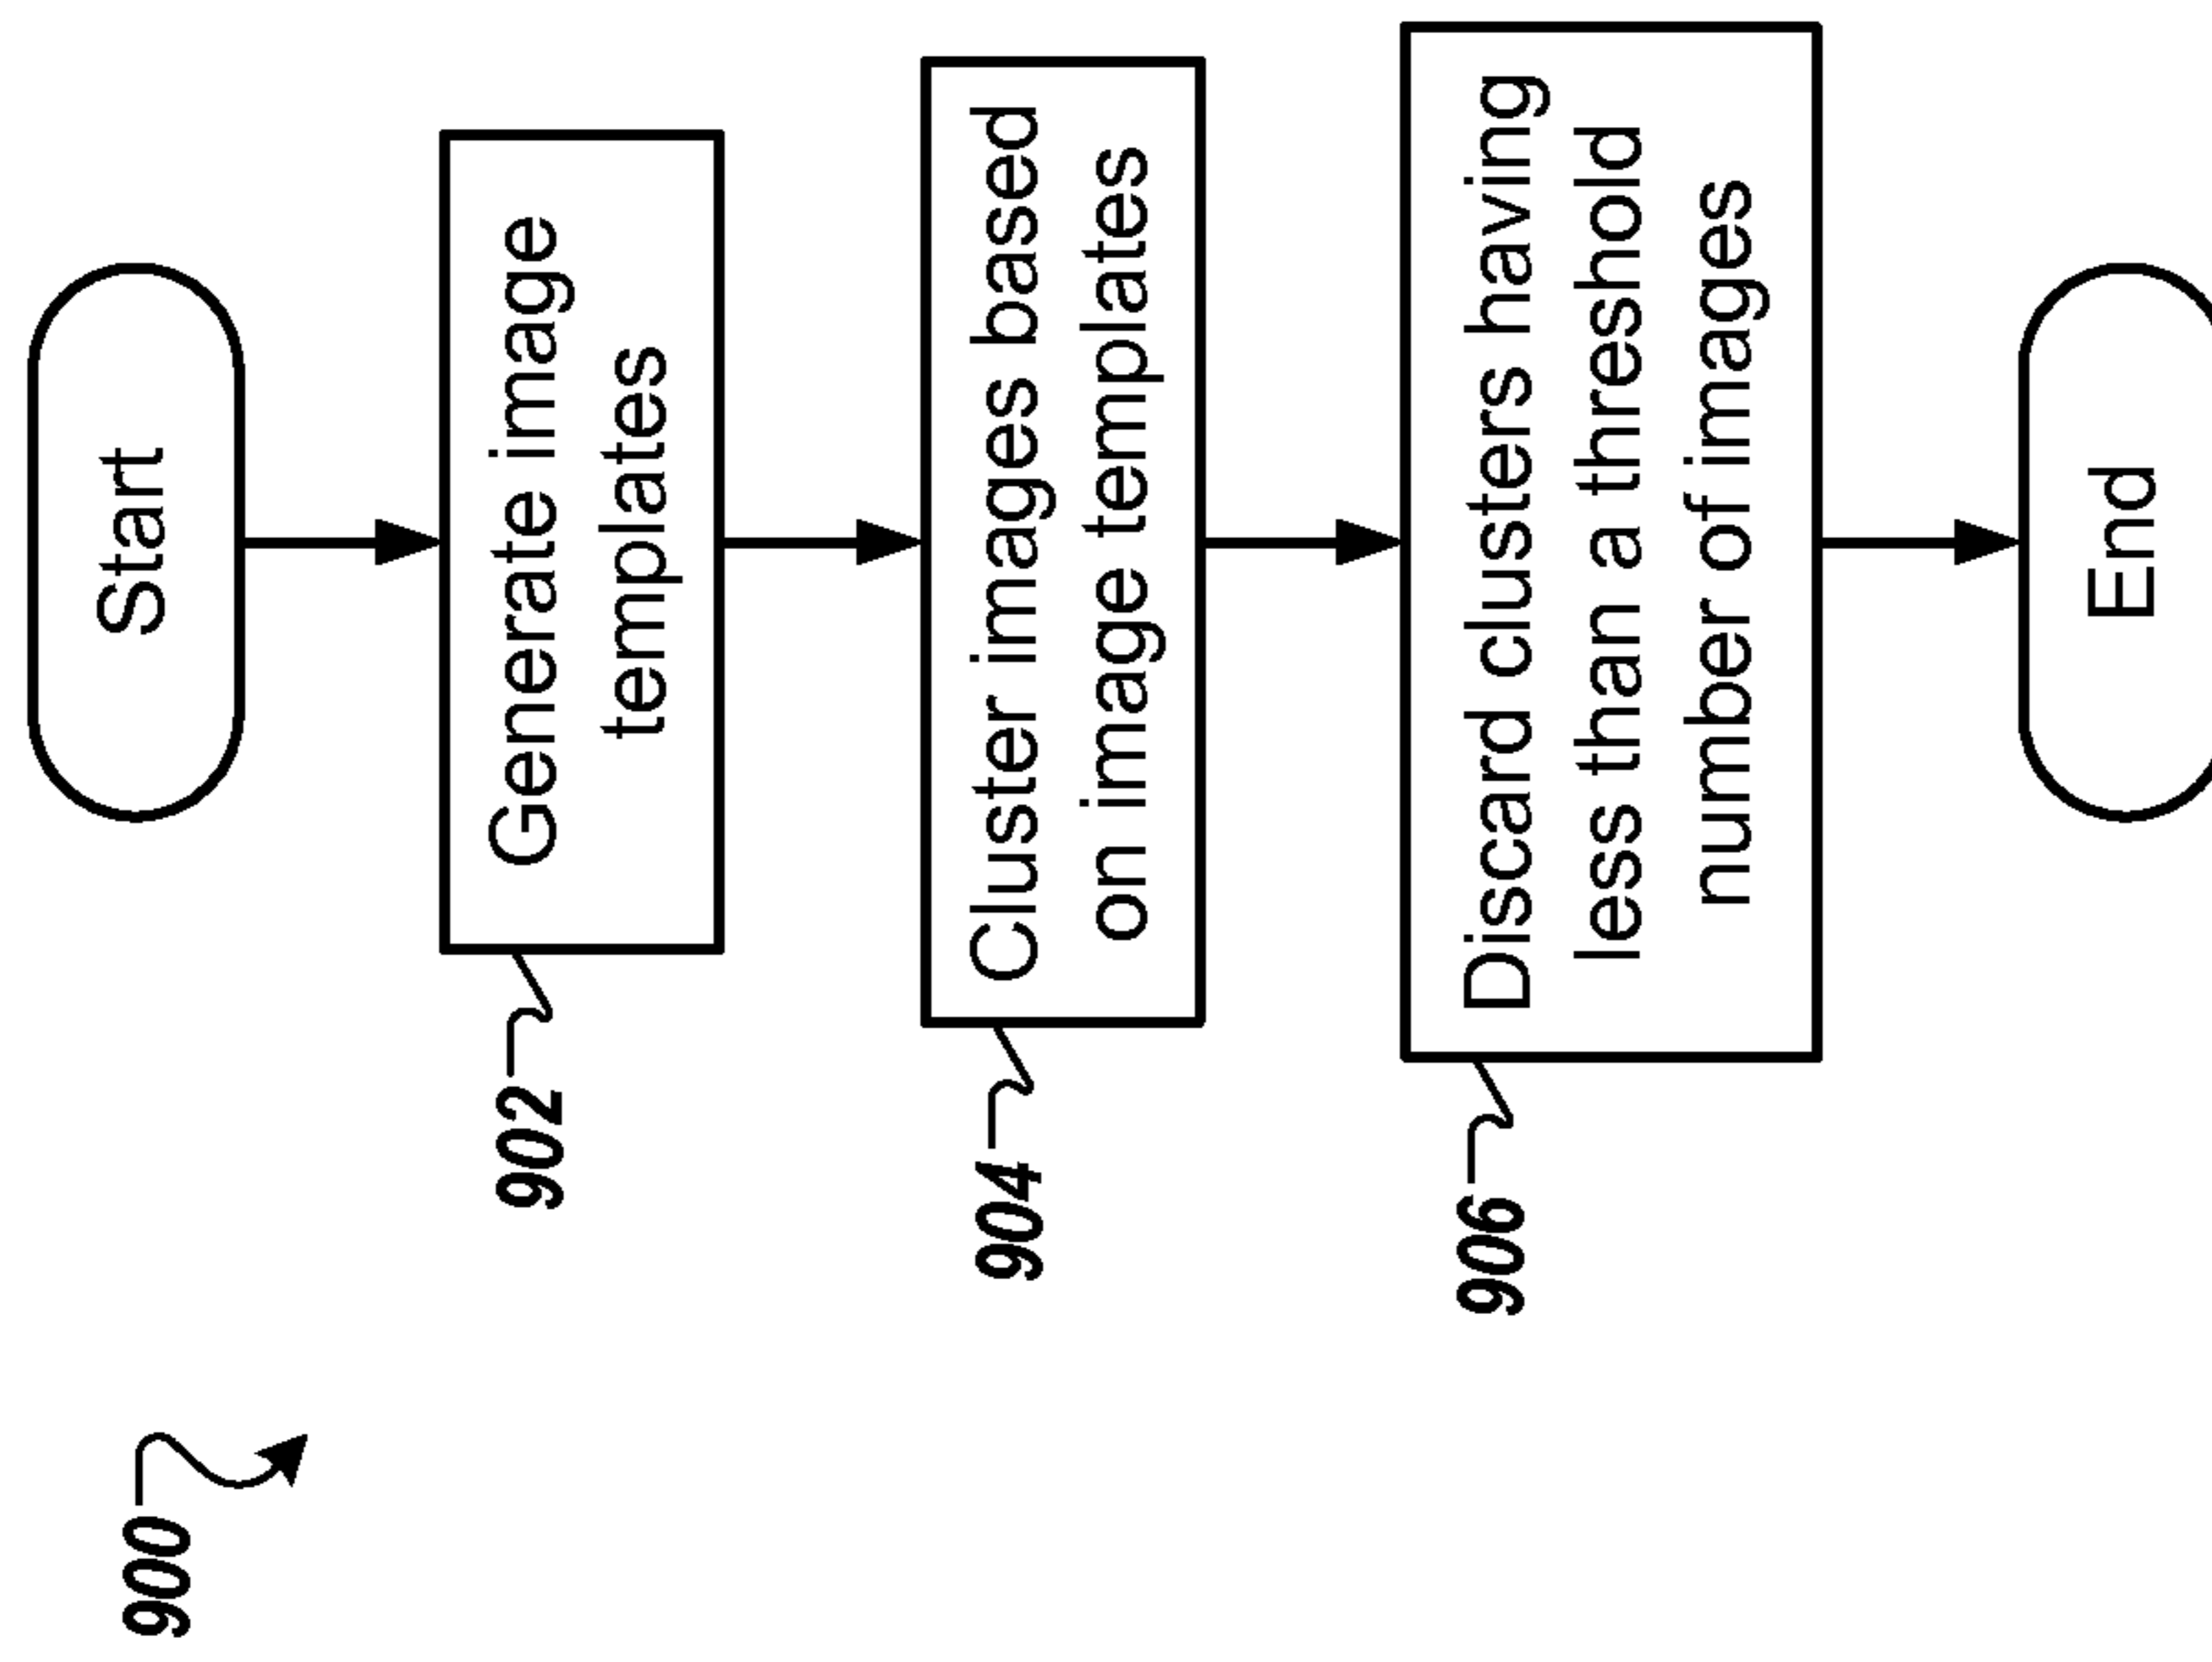 900
Start
902
Generate image
templates
904
Cluster images based
on image templates
906
Discard clusters having
less than a threshold
number of images
End